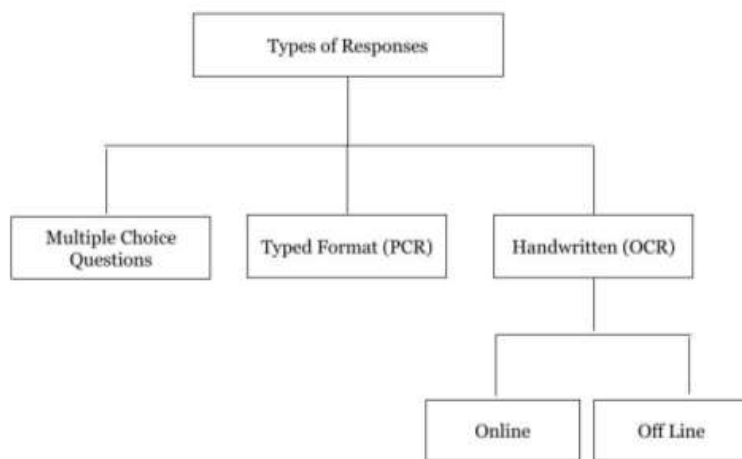 Types of Responses
Multiple Choice
Questions
Typed Format (PCR)
Handwritten (OCR)
Online
Off Line